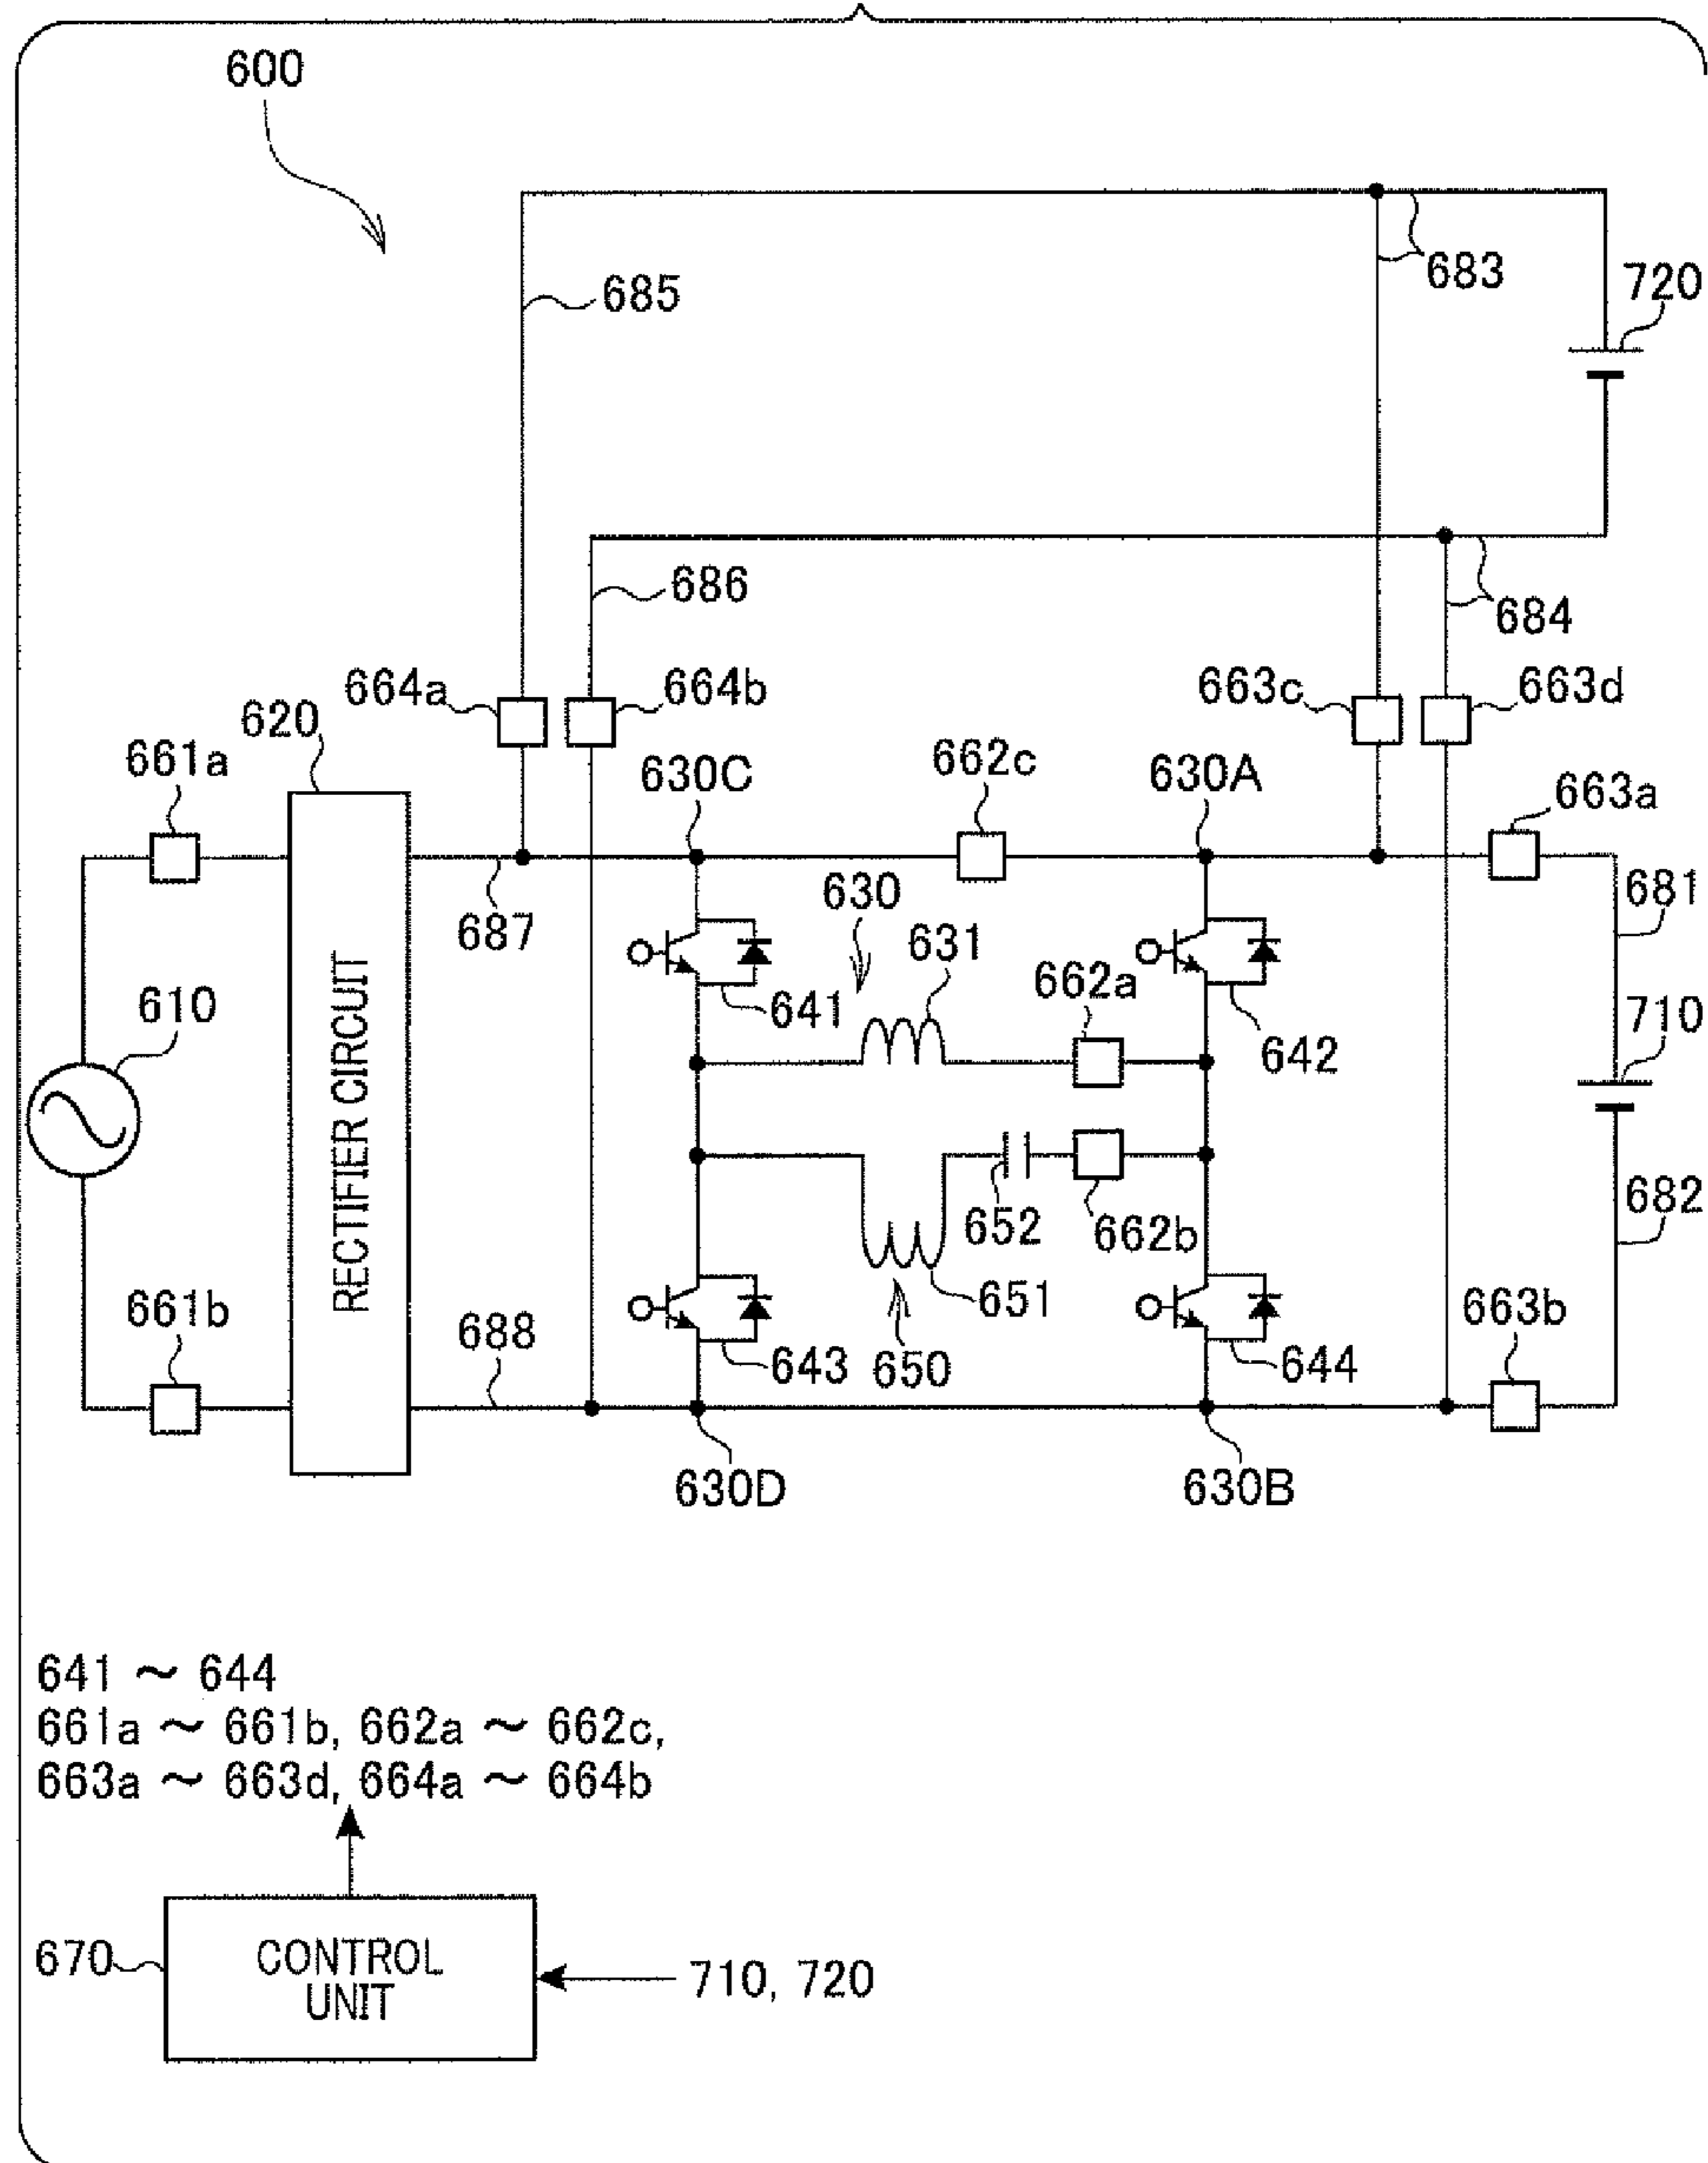 600
685
683
720
686
684
664a
664b
663c
663d
620
661a
630C
662c
630A
663a
687
630
631
681
641
662a
642
610
710
RECTIFIER CIRCUIT
652
662b
682
651
661b
688
643
650
644
663b
630D
630B
641 ~ 644
661a ~ 661b, 662a ~ 662c,
663a ~ 663d, 664a ~ 664b
670
CONTROL
UNIT
710, 720